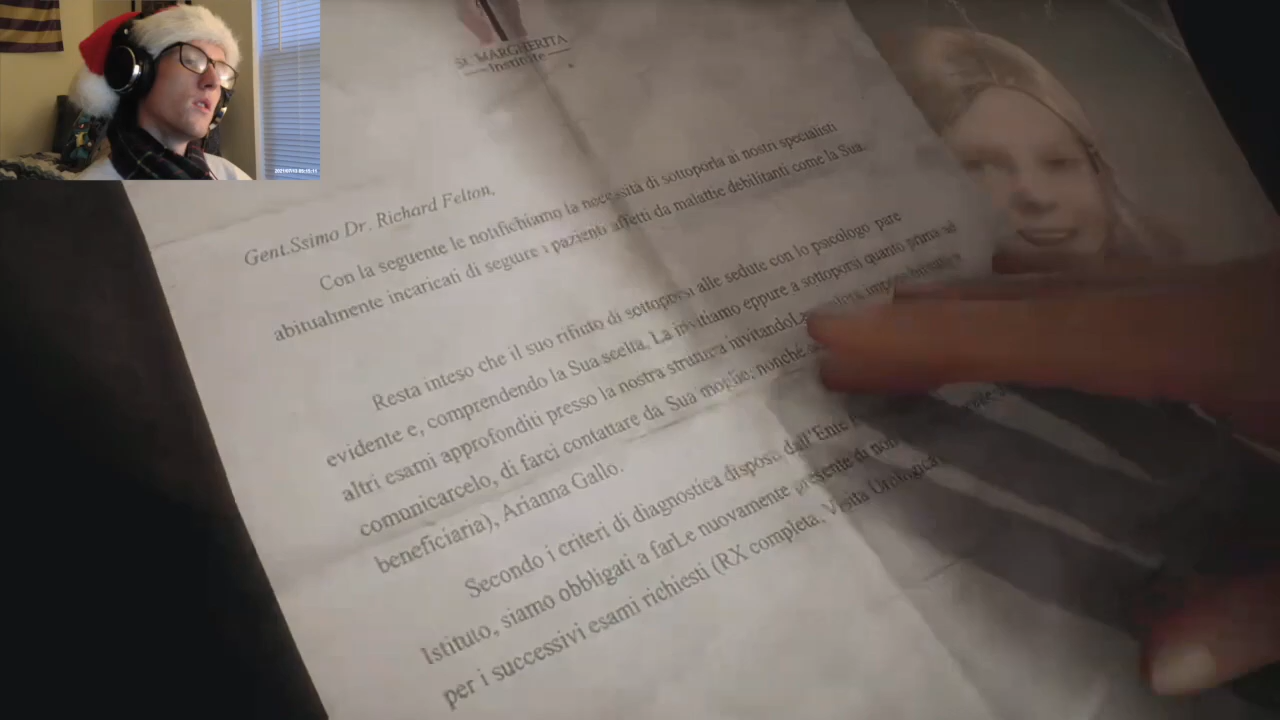 St. MARGHERITA
Institute
Gent.Ssimo Dr. Richard Felton,
Con la seguente le notifichiamo la necessità di sottoporla ai nostri specialisti
abitualmente incaricati di seguire i pazienti affetti da malattie debilitanti come la Sua.
Resta inteso che il suo rifiuto di sottoporsi alle sedute con lo psicologo pare
evidente e, comprendendo la Sua scelta, La invitiamo eppure a sottoporsi quanto prima ad
altri esami approfonditi presso la nostra struttura invitandoLa,
comunicarcelo, di farci contattare da Sua moglie, nonché
beneficiaria), Arianna Gallo.
Secondo i criteri di diagnostica disposti dall'Ente
Istituto, siamo obbligati a farLe nuovamente presente di non
per i successivi esami richiesti (RX completa, Visita Urologica